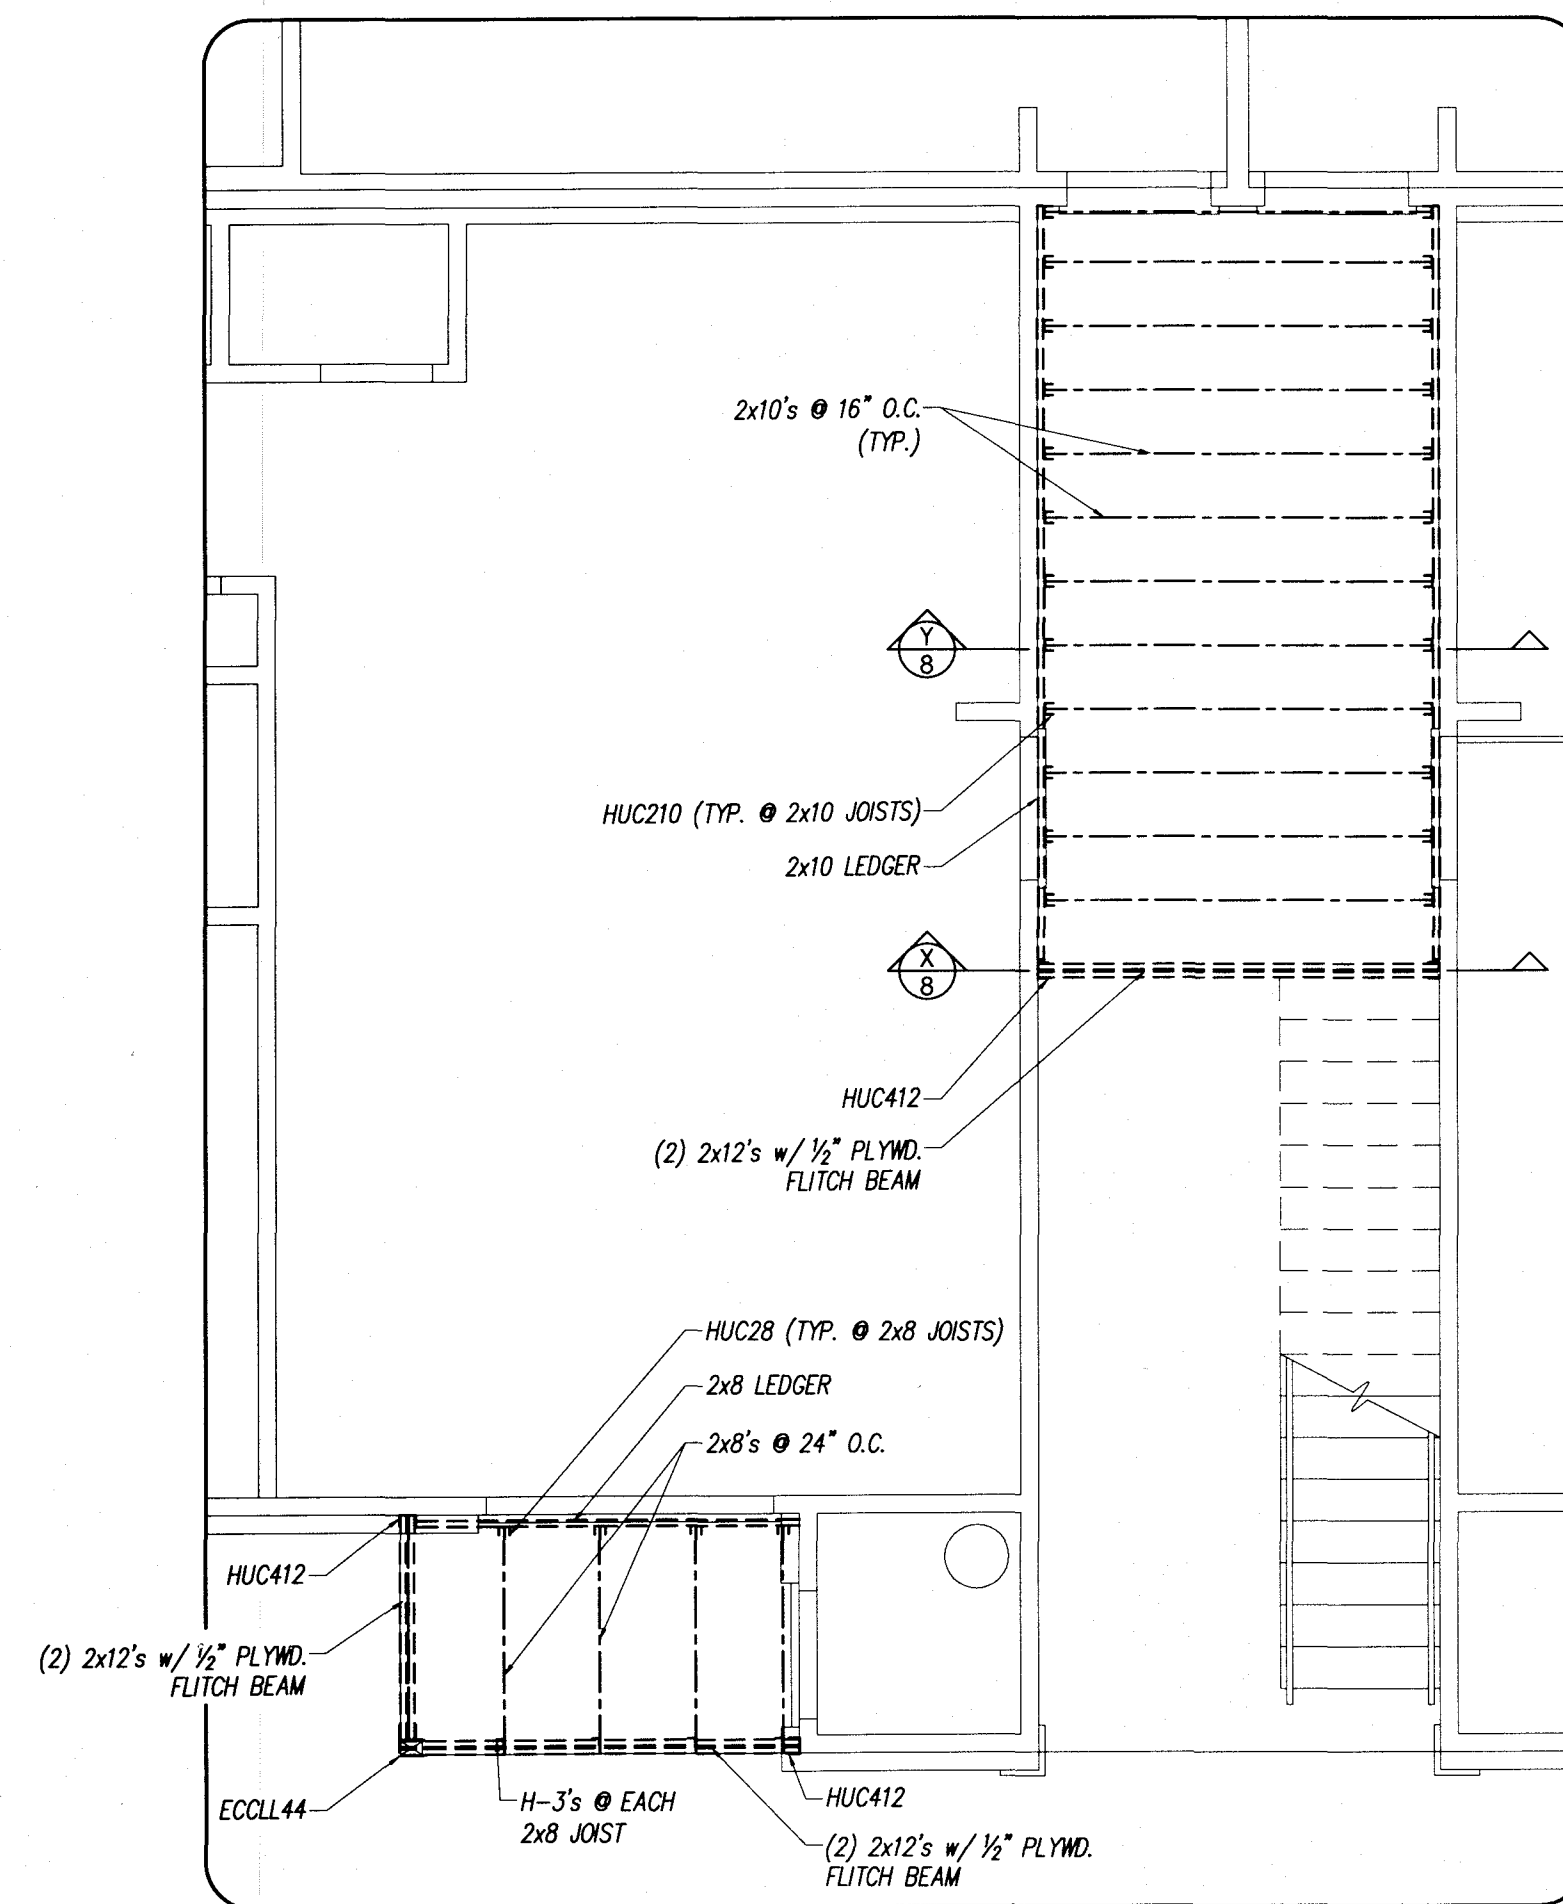 2x10's @ 16" O.C.
(TYP.)
Y
8
HUC210 (TYP. @ 2x10 JOISTS)
2x10 LEDGER
X
8
HUC412
(2) 2x12's w/ ½" PLYWD.
FLITCH BEAM
HUC28 (TYP. @ 2x8 JOISTS)
2x8 LEDGER
2x8's @ 24" O.C.
HUC412
(2) 2x12's w/ ½" PLYWD.
FLITCH BEAM
ECCLL44
H-3's @ EACH
2x8 JOIST
HUC412
(2) 2x12's w/ ½" PLYWD.
FLITCH BEAM